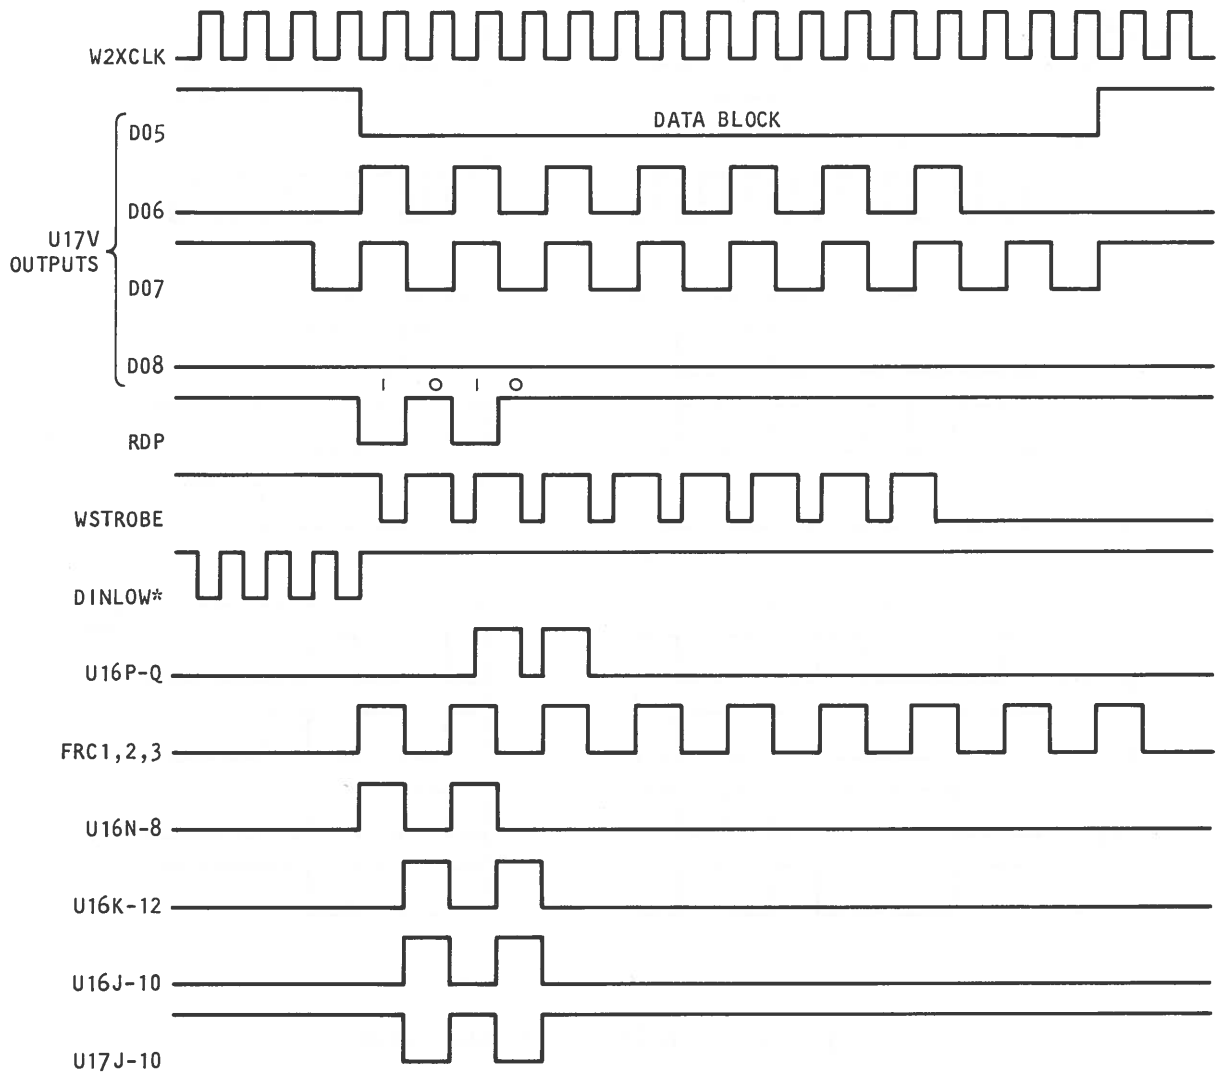 W2XCLK
DATA BLOCK
D05
D06
U17V
OUTPUTS
D07
D08
1 0 1 0
RDP
WSTROBE
DINLOW*
U16P-Q
FRC1,2,3
U16N-8
U16K-12
U16J-10
U17J-10